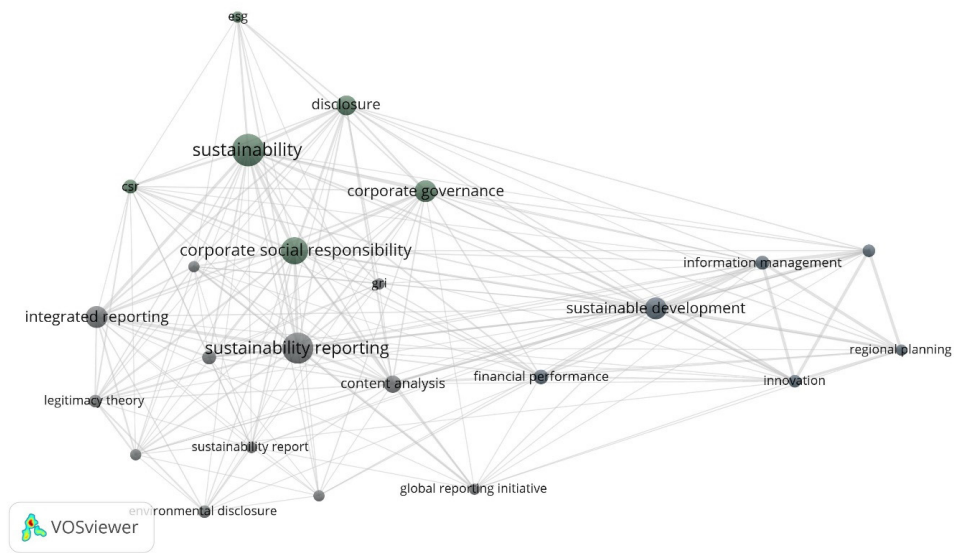 esg
disclosure
sustainability
csr
corporate governance
corporate social responsibility
information management
gri
sustainable development
integrated reporting
sustainability reporting
regional planning
content analysis
financial performance
innovation
legitimacy theory
sustainability report
global reporting initiative
environmental disclosure
VOSviewer